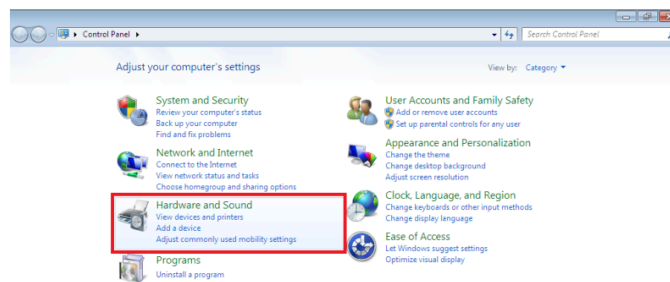 Control Panel
Search Control Panel
Adjust your computer's settings
View by: Category
System and Security
Review your computer's status
Back up your computer
Find and fix problems
Network and Internet
Connect to the Internet
View network status and tasks
Choose homegroup and sharing options
Hardware and Sound
View devices and printers
Add a device
Adjust commonly used mobility settings
Programs
Uninstall a program
User Accounts and Family Safety
Add or remove user accounts
Set up parental controls for any user
Appearance and Personalization
Change the theme
Change desktop background
Adjust screen resolution
Clock, Language, and Region
Change keyboards or other input methods
Change display language
Ease of Access
Let Windows suggest settings
Optimize visual display